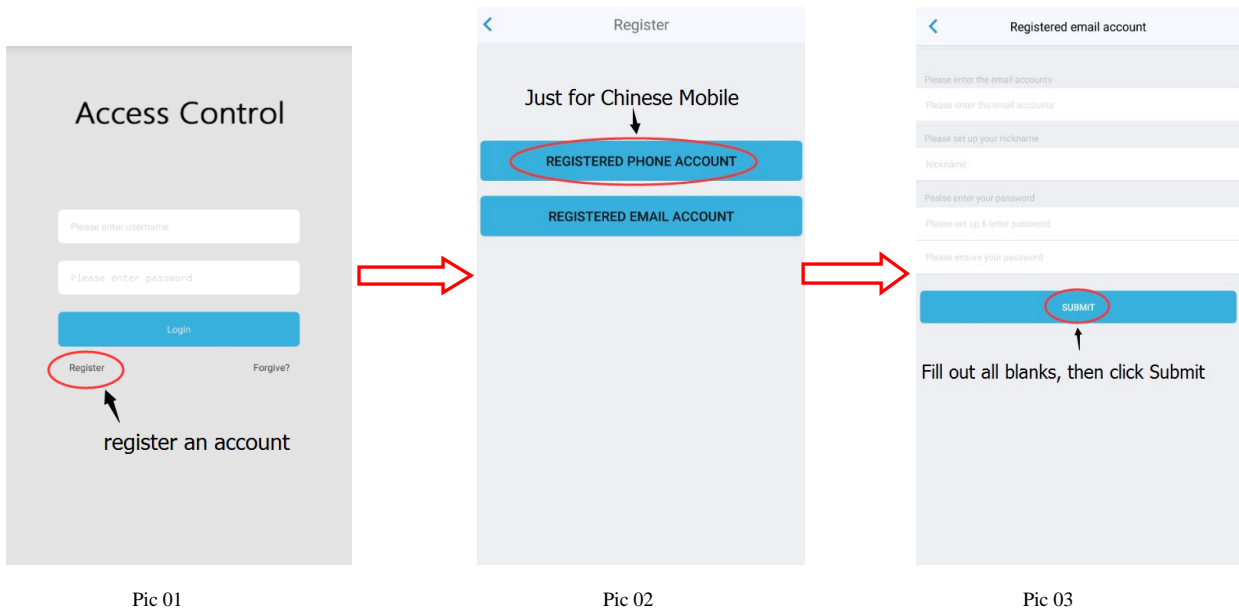 Access Control
Please enter username
Please enter password
Login
Register
Forgive?
register an account
Pic 01
Register
Just for Chinese Mobile
REGISTERED PHONE ACCOUNT
REGISTERED EMAIL ACCOUNT
Pic 02
Registered email account
Please enter the email accounts
Please enter the email accounts
Please set up your nickname
Nickname
Pealse enter your password
Please set up 6 letter password
Please ensure your password
SUBMIT
Fill out all blanks, then click Submit
Pic 03